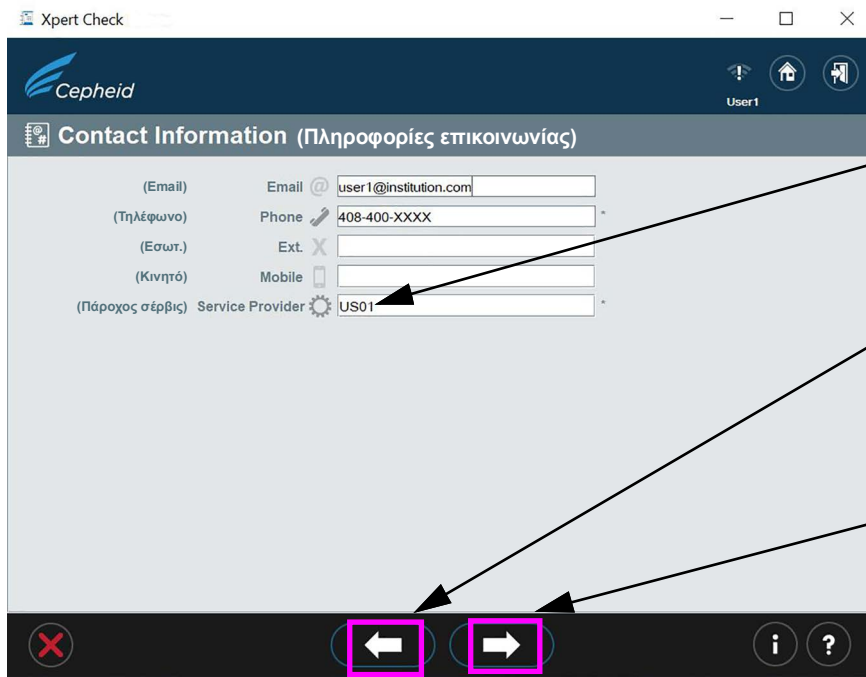 Xpert Check
Cepheid
User1
Contact Information (Πληροφορίες επικοινωνίας)
(Email) Email @ user1@institution.com
(Τηλέφωνο) Phone 408-400-XXXX *
(Εσωτ.) Ext. X
(Κινητό) Mobile
(Πάροχος σέρβις) Service Provider US01 *
i ?